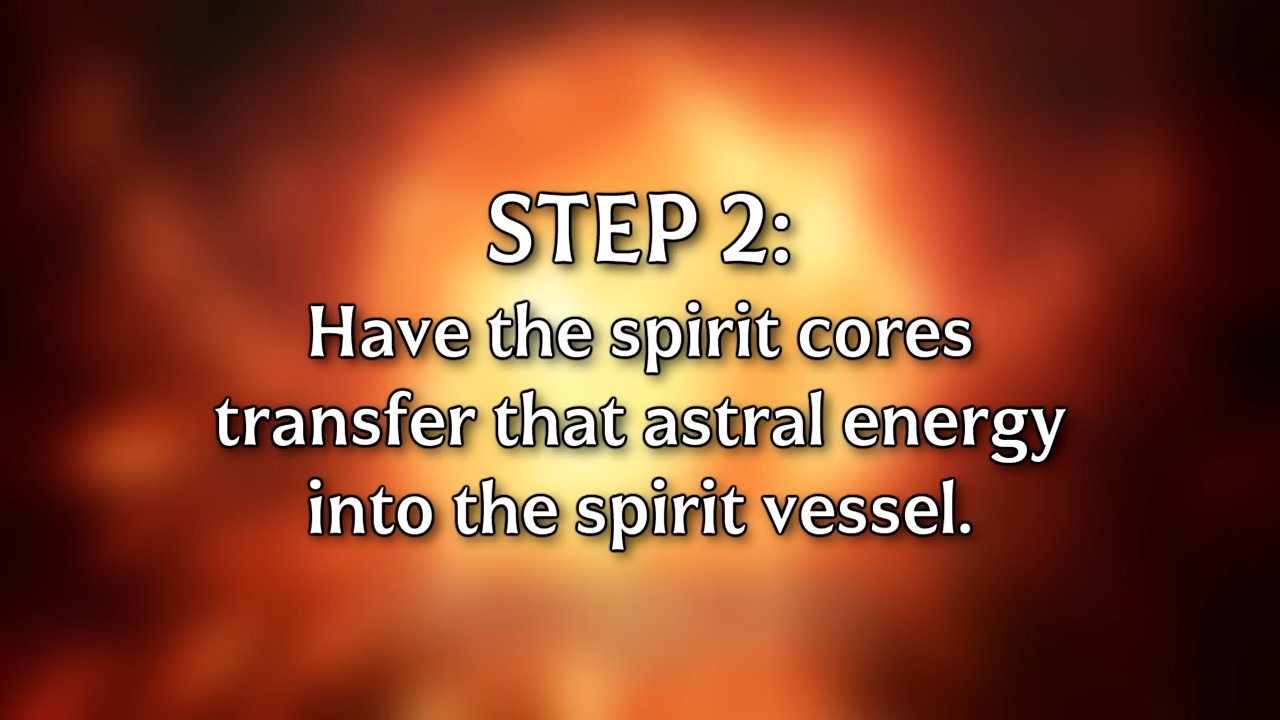 STEP 2:
Have the spirit cores
transfer that astral energy
into the spirit vessel.